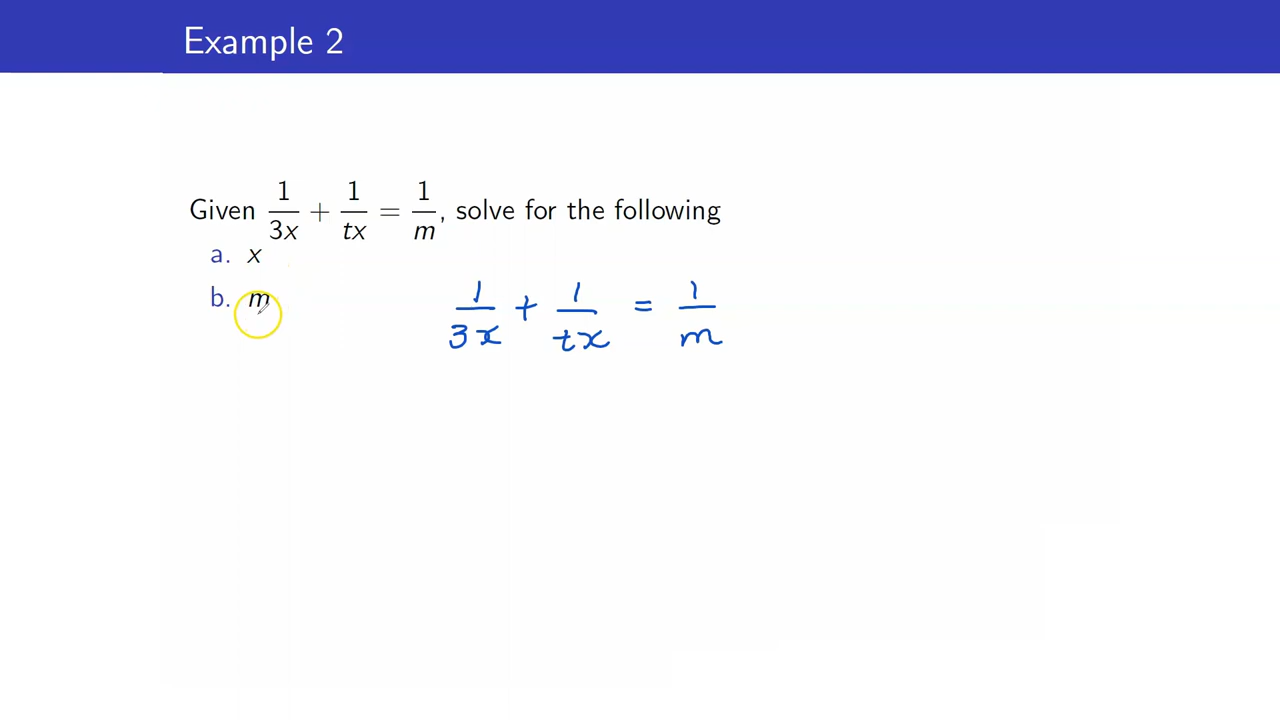 Example 2
Given 1/3x + 1/tx = 1/m, solve for the following
a. x
b. m
1/3x + 1/tx = 1/m